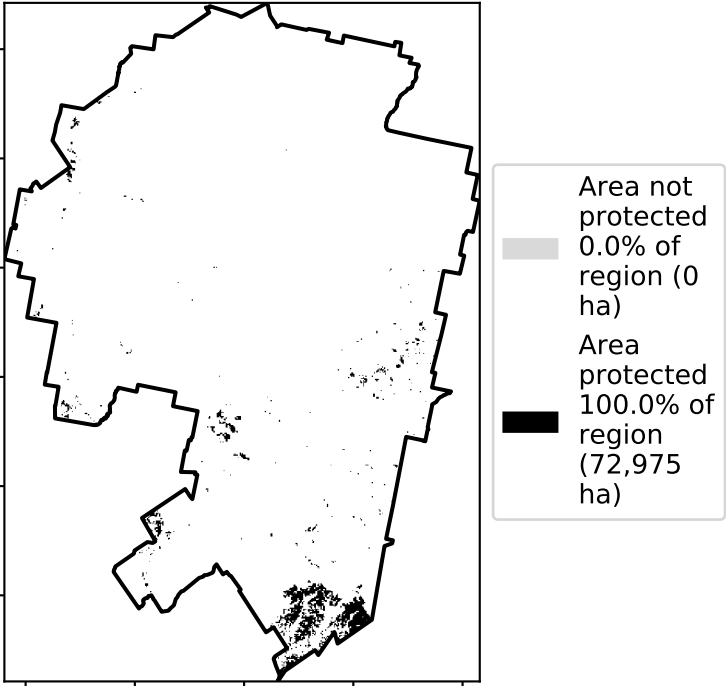 Area not
protected
0.0% of
region (0
ha)
Area
protected
100.0% of
region
(72,975
ha)